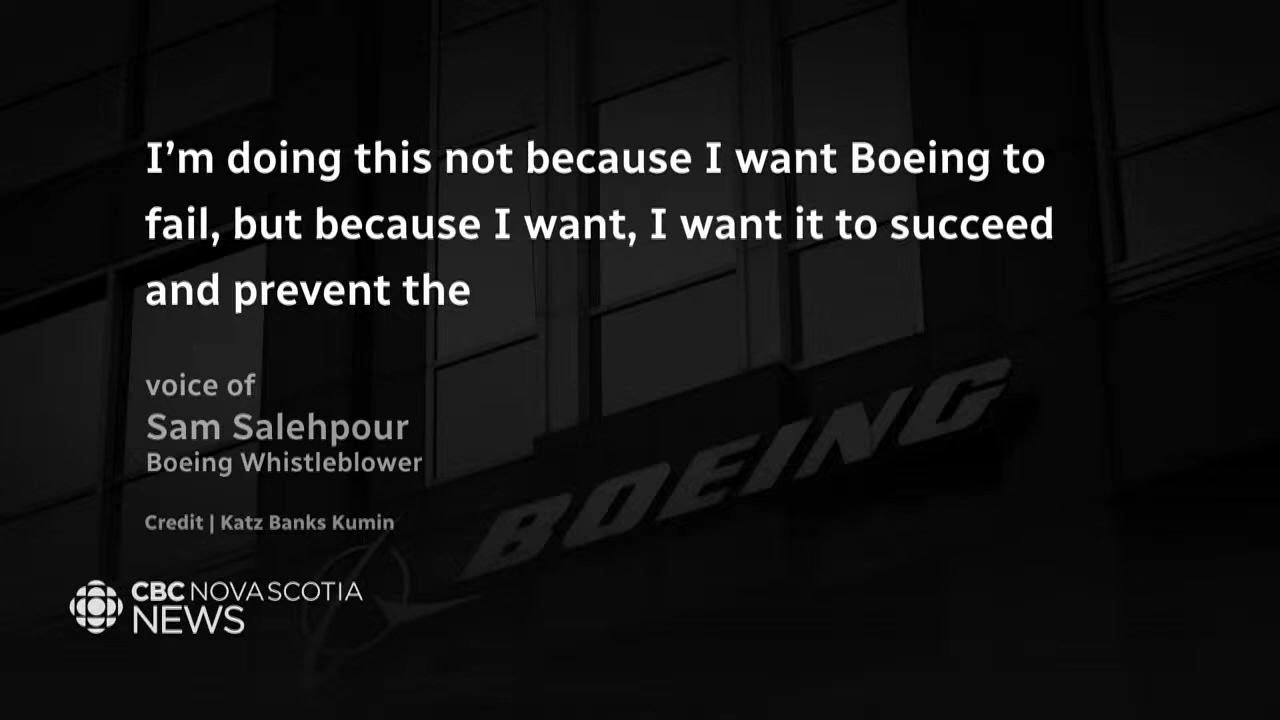 I'm doing this not because I want Boeing to
fail, but because I want, I want it to succeed
and prevent the
voice of
Sam Salehpour
Boeing Whistleblower
Credit | Katz Banks Kumin
BOEING
CBC NOVA SCOTIA
NEWS